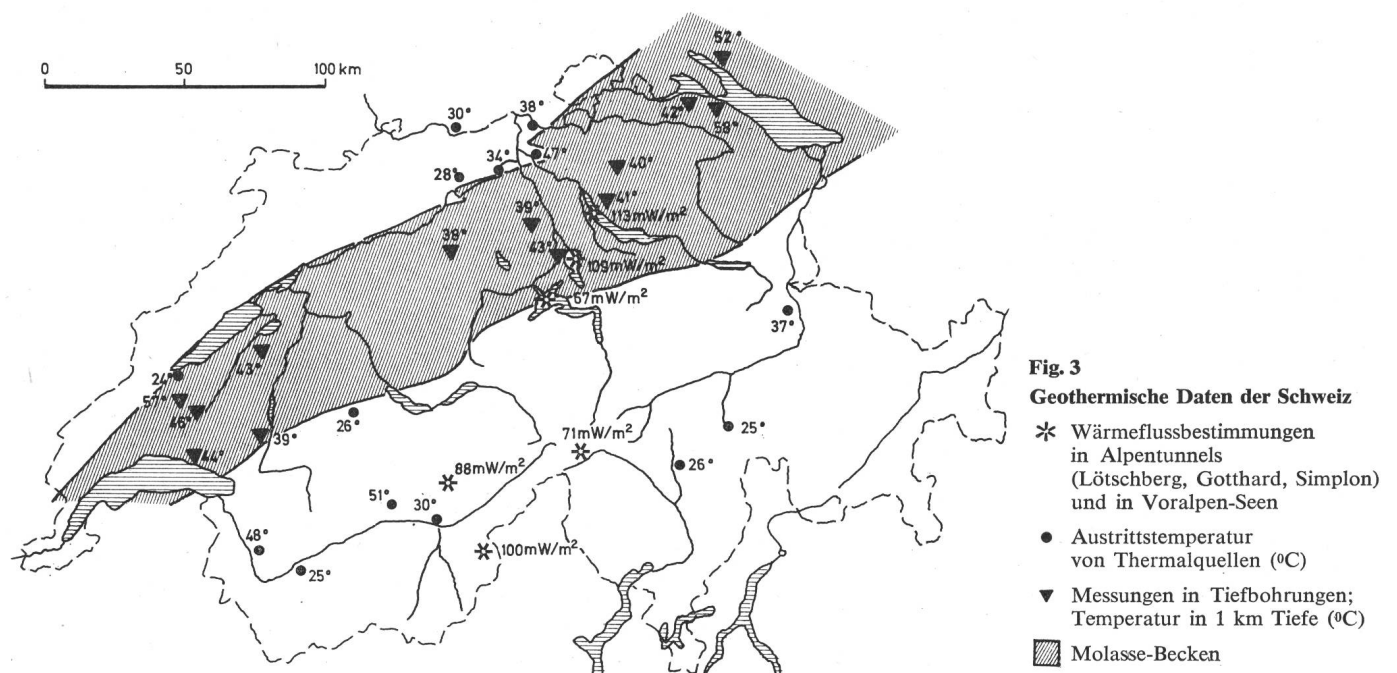 0 50 100 km
52°
42°
58°
30°
38°
47°
34°
28°
40°
41°
113mW/m²
39°
38°
43°
109mW/m²
67mW/m²
37°
43°
24°
57°
46°
44°
39°
26°
71mW/m²
25°
26°
88mW/m²
51°
30°
100mW/m²
48°
25°
Fig. 3
Geothermische Daten der Schweiz
Wärmeflussbestimmungen
in Alpentunnels
(Lötschberg, Gotthard, Simplon)
und in Voralpen-Seen
Austrittstemperatur
von Thermalquellen (⁰C)
Messungen in Tiefbohrungen;
Temperatur in 1 km Tiefe (⁰C)
Molasse-Becken